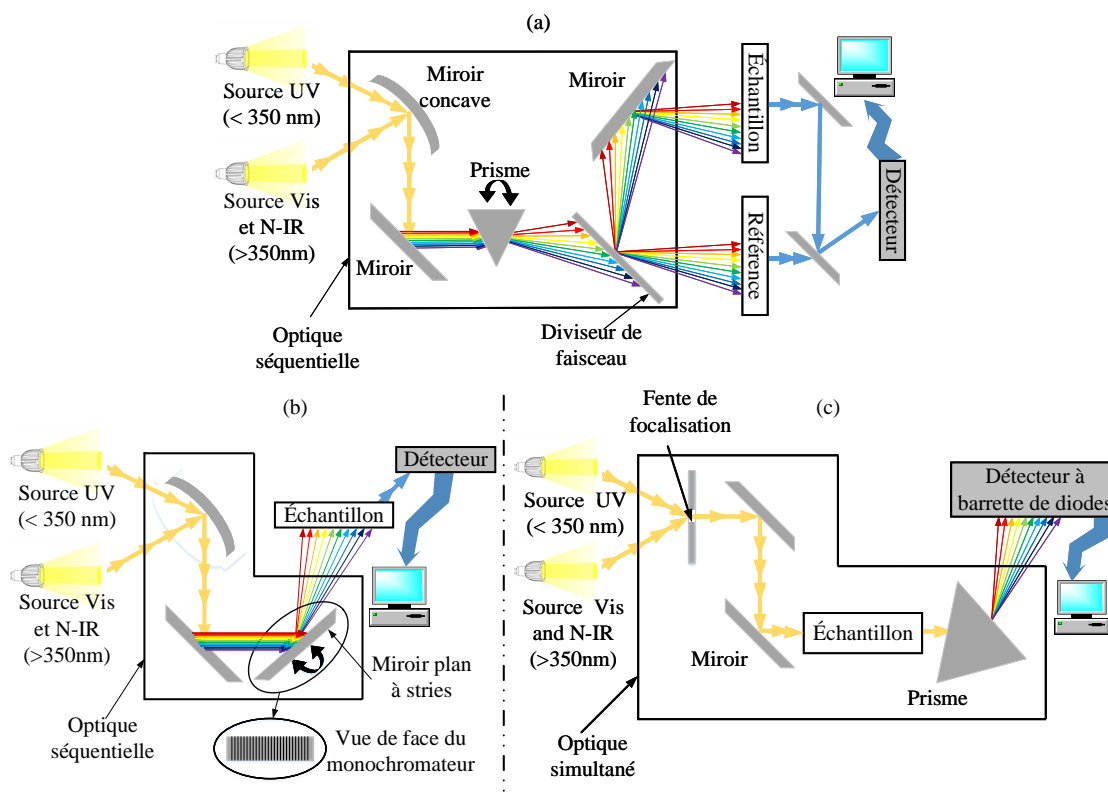 (a)
Source UV
(< 350 nm)
Miroir
concave
Miroir
Échantillon
Source Vis
et N-IR
(>350nm)
Prisme
Détecteur
Miroir
Référence
Optique
séquentielle
Diviseur de
faisceau
(b)
Source UV
(< 350 nm)
Détecteur
Échantillon
Source Vis
et N-IR
(>350nm)
Miroir plan
à stries
Optique
séquentielle
Vue de face du
monochromateur
(c)
Fente de
focalisation
Source UV
(< 350 nm)
Détecteur à
barrette de diodes
Source Vis
and N-IR
(>350nm)
Miroir
Échantillon
Prisme
Optique
simultané